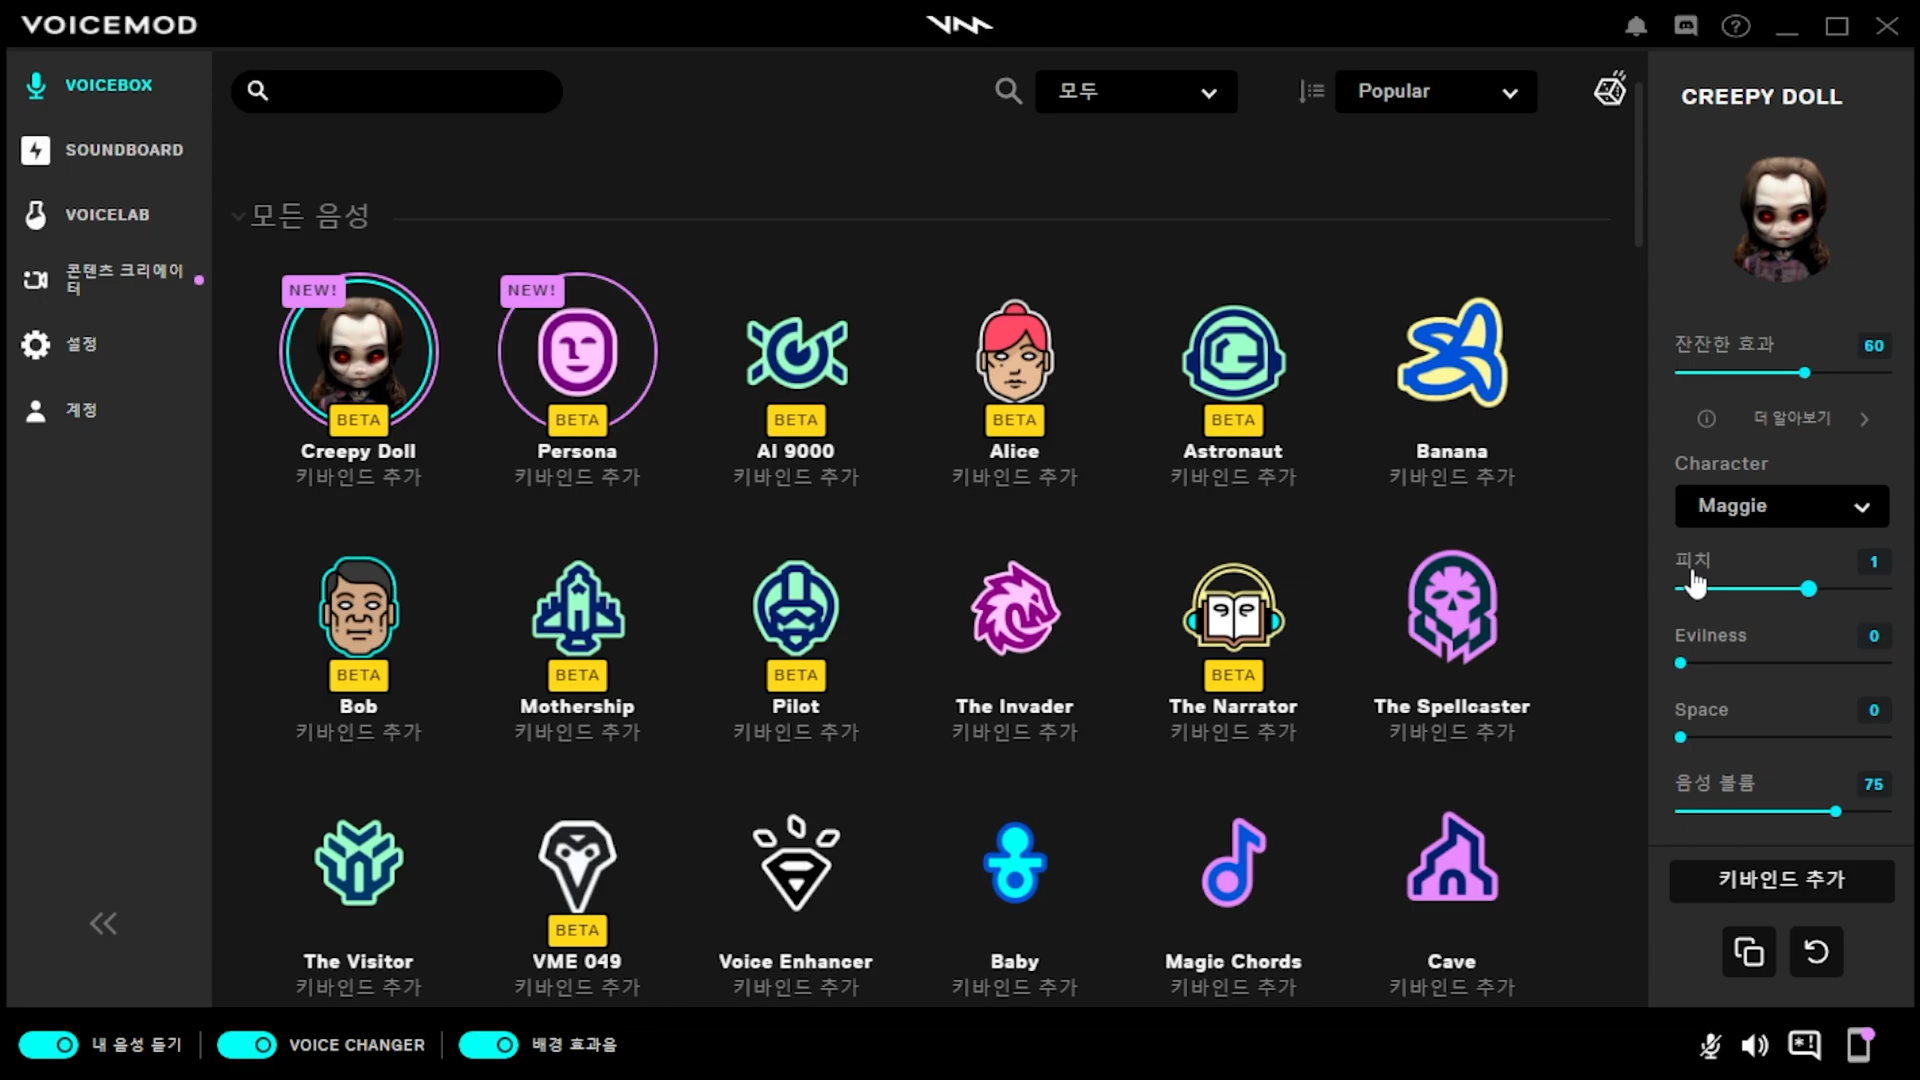 VOICEMOD
VOICEBOX
SOUNDBOARD
VOICELAB
콘텐츠 크리에이
터
설정
계정
모두
Popular
모든 음성
NEW!
BETA
Creepy Doll
키바인드 추가
NEW!
BETA
Persona
키바인드 추가
BETA
AI 9000
키바인드 추가
BETA
Alice
키바인드 추가
BETA
Astronaut
키바인드 추가
Banana
키바인드 추가
BETA
Bob
키바인드 추가
BETA
Mothership
키바인드 추가
BETA
Pilot
키바인드 추가
The Invader
키바인드 추가
BETA
The Narrator
키바인드 추가
The Spellcaster
키바인드 추가
The Visitor
키바인드 추가
BETA
VME 049
키바인드 추가
Voice Enhancer
키바인드 추가
Baby
키바인드 추가
Magic Chords
키바인드 추가
Cave
키바인드 추가
CREEPY DOLL
잔잔한 효과 60
더 알아보기
Character
Maggie
피치 1
Evilness 0
Space 0
음성 볼륨 75
키바인드 추가
내 음성 듣기
VOICE CHANGER
배경 효과음